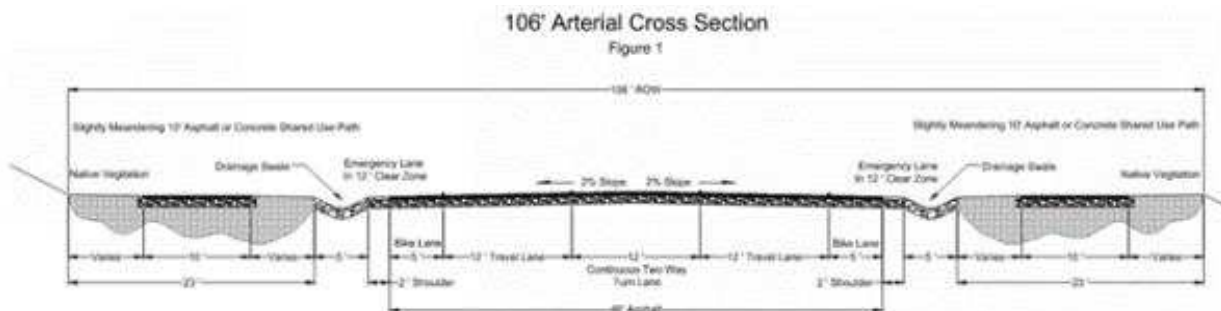 106' Arterial Cross Section
Figure 1
106 ' ROW
Slightly Meandering 10' Asphalt or Concrete Shared Use Path
Slightly Meandering 10' Asphalt or Concrete Shared Use Path
Native Vegitation
Drainage Swale
Emergency Lane
In 12 ' Clear Zone
2% Slope
2% Slope
Emergency Lane
In 12 ' Clear Zone
Drainage Swale
Native Vegitation
Bike Lane
Bike Lane
Varies
10 '
Varies
5 '
5 '
12 ' Travel Lane
12 '
12 ' Travel Lane
5 '
5 '
Varies
10 '
Varies
Continuous Two Way
Turn Lane
23 '
2 ' Shoulder
2 ' Shoulder
23 '
Asphalt